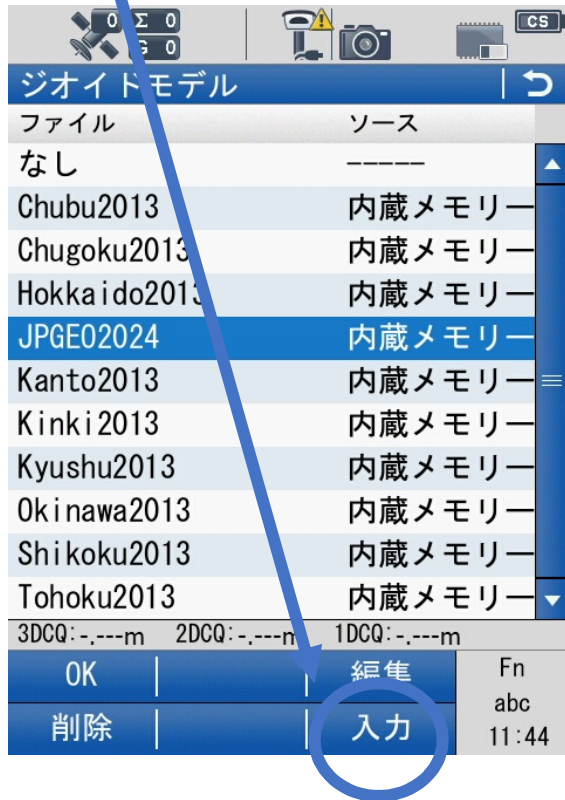 0 Σ 0
G 0
CS
ジオイドモデル
ファイル ソース
なし -----
Chubu2013 内蔵メモリー
Chugoku2013 内蔵メモリー
Hokkaido2013 内蔵メモリー
JPGEO2024 内蔵メモリー
Kanto2013 内蔵メモリー
Kinki2013 内蔵メモリー
Kyushu2013 内蔵メモリー
Okinawa2013 内蔵メモリー
Shikoku2013 内蔵メモリー
Tohoku2013 内蔵メモリー
3DCQ:-.---m 2DCQ:-.---m 1DCQ:-.---m
OK 編集 Fn
abc
削除 入力 11:44